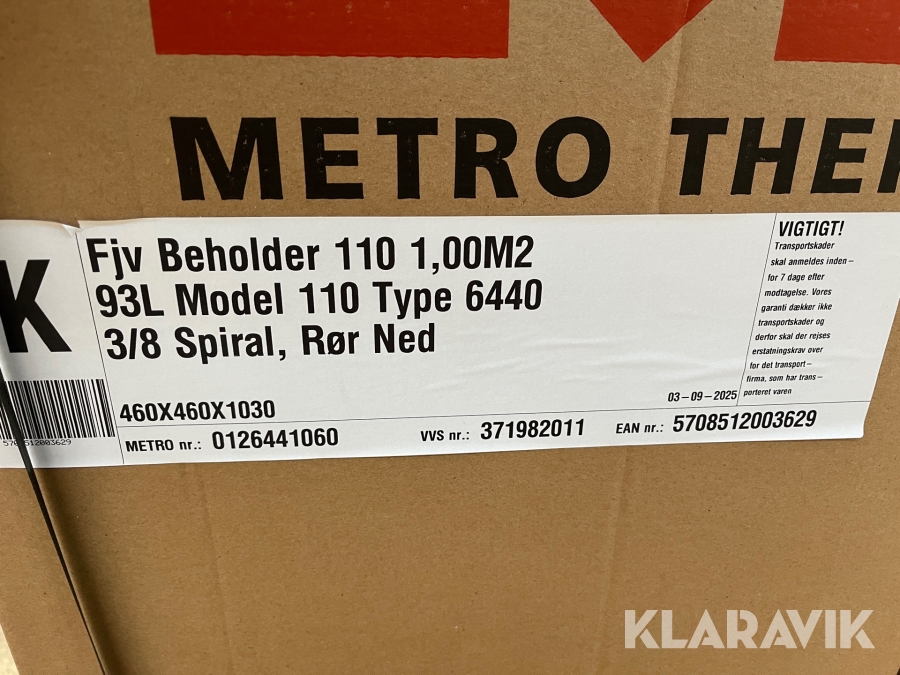 METRO THER
Fjv Beholder 110 1,00M2
93L Model 110 Type 6440
3/8 Spiral, Rør Ned
460X460X1030
03-09-2025
METRO nr.: 0126441060
VVS nr.: 371982011
EAN nr.: 5708512003629
VIGTIGT!
Transportskader
skal anmeldes inden-
for 7 dage efter
modtagelse. Vores
garanti dækker ikke
transportskader og
derfor skal der rejses
erstatningskrav over
for det transport-
firma, som har trans-
porteret varen
K
5708512003629
KLARAVIK